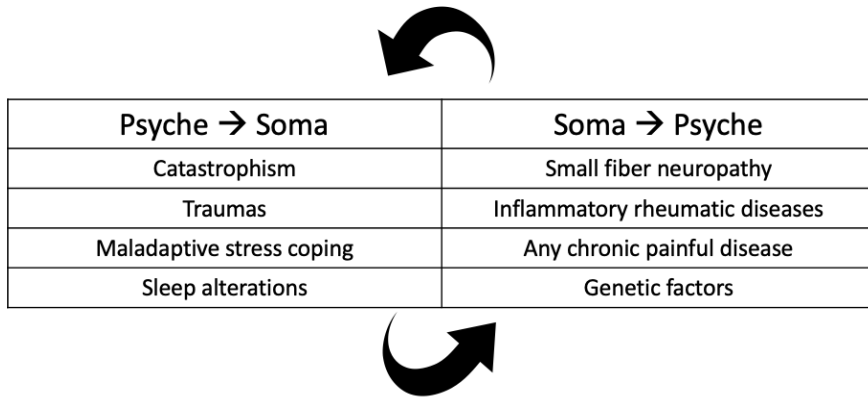 Psyche → Soma
Soma → Psyche
Catastrophism
Small fiber neuropathy
Traumas
Inflammatory rheumatic diseases
Maladaptive stress coping
Any chronic painful disease
Sleep alterations
Genetic factors